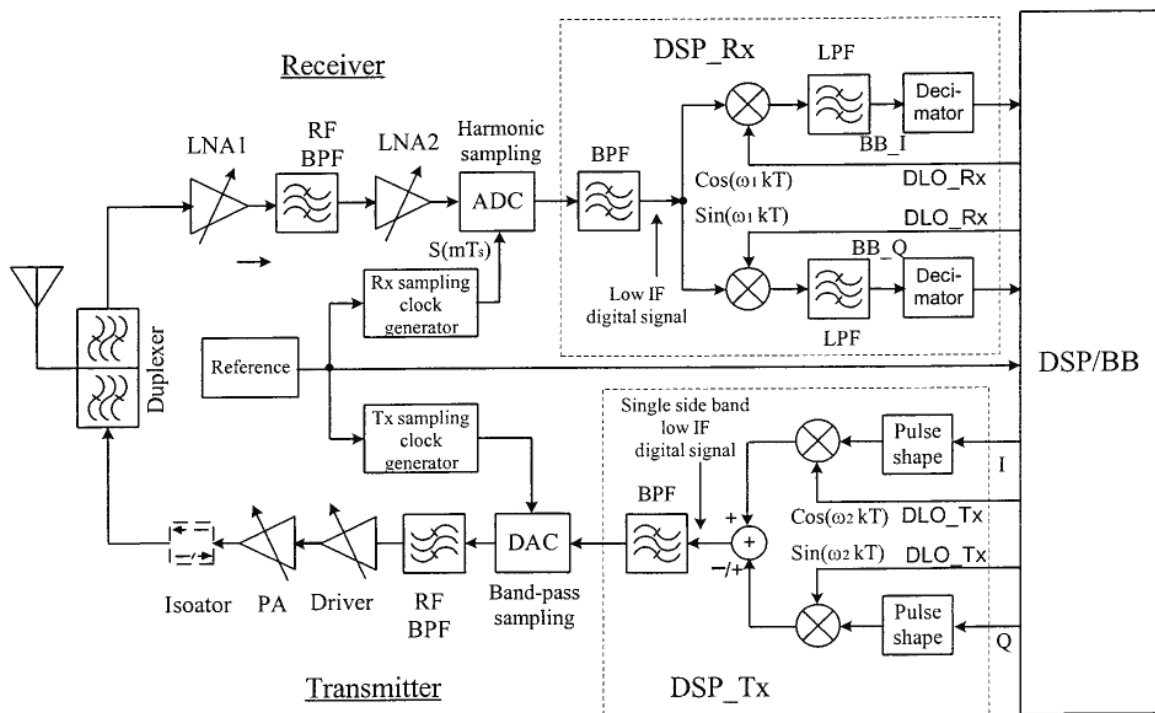 Receiver
DSP_Rx
LNA1
RF
BPF
LNA2
Harmonic
sampling
ADC
S(mTs)
BPF
LPF
Deci-
mator
BB_I
Cos(ω1 kT)
DLO_Rx
Sin(ω1 kT)
DLO_Rx
BB_Q
Deci-
mator
LPF
Low IF
digital signal
Rx sampling
clock
generator
Duplexer
Reference
DSP/BB
Tx sampling
clock
generator
Single side band
low IF
digital signal
BPF
Pulse
shape
I
Cos(ω2 kT)
DLO_Tx
Sin(ω2 kT)
DLO_Tx
+
+
−/+
Pulse
shape
Q
DAC
Band-pass
sampling
RF
BPF
Driver
PA
Isoator
Transmitter
DSP_Tx